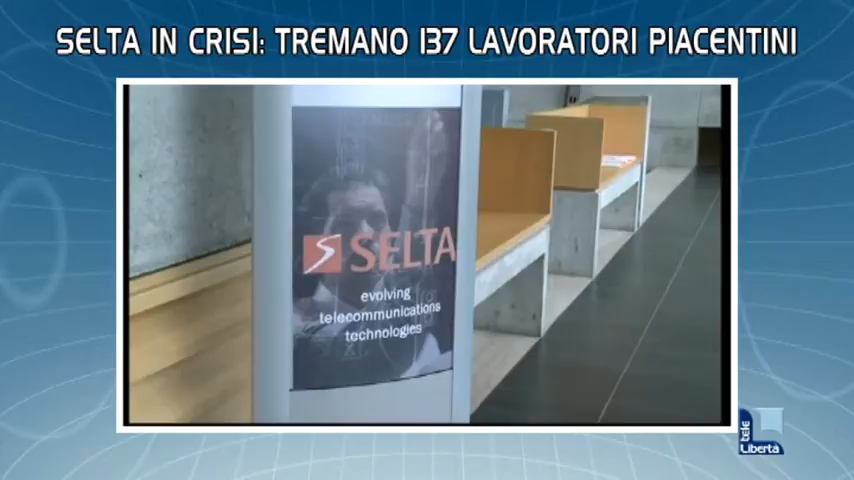 SELTA IN CRISI: TREMANO 137 LAVORATORI PIACENTINI
SELTA
evolving
telecommunications
technologies
tele
Libertà